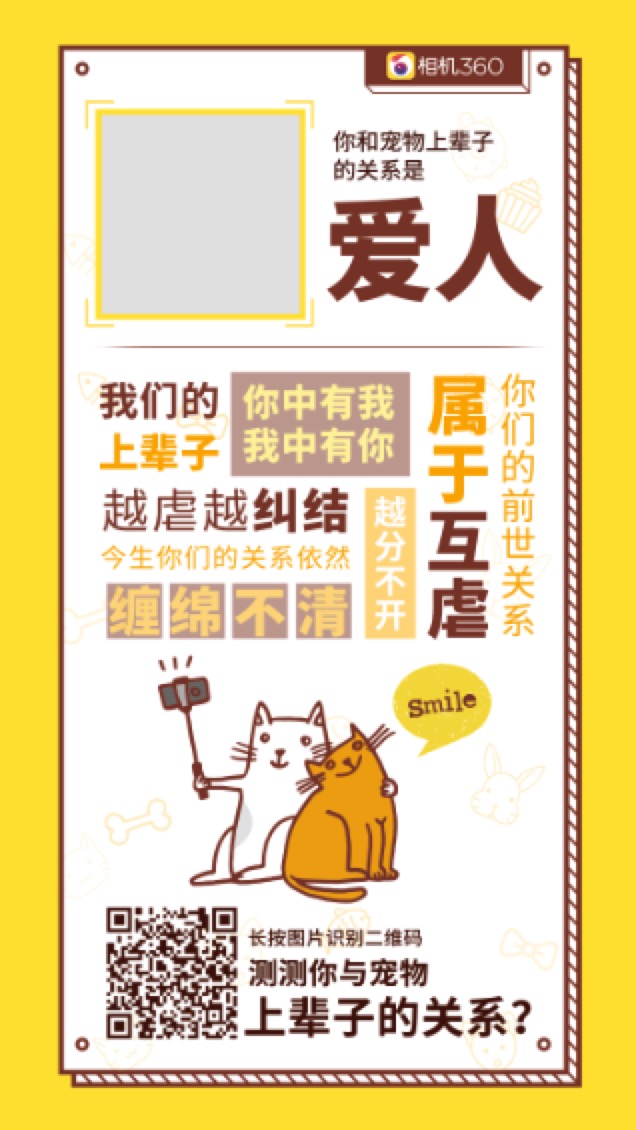 相机360
你和宠物上辈子
的关系是
爱人
我们的
上辈子
你中有我
我中有你
越虐越纠结
今生你们的关系依然
缠绵不清
越分不开
属于互虐
你们的前世关系
Smile
长按图片识别二维码
测测你与宠物
上辈子的关系？